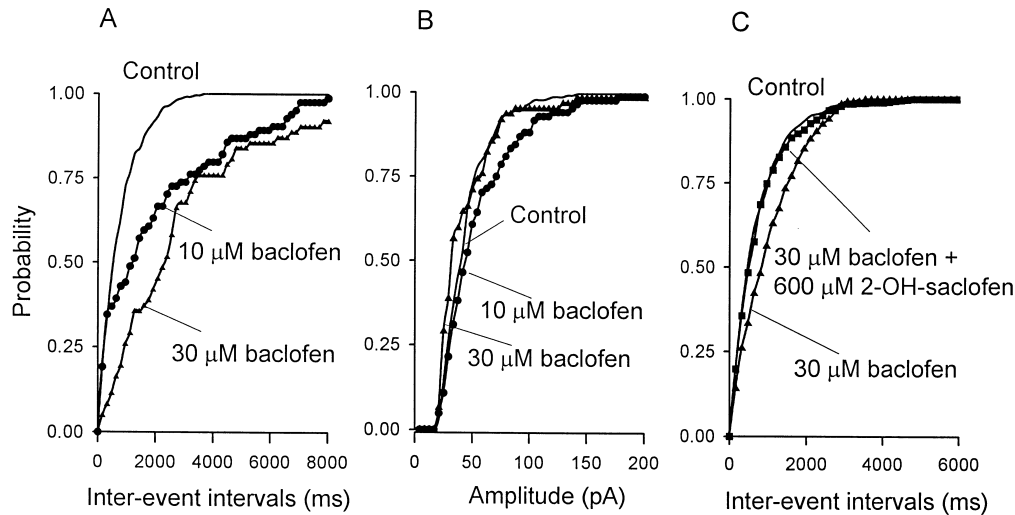 A
B
C
Control
1.00
0.75
0.50
0.25
0.00
Probability
10 μM baclofen
30 μM baclofen
0 2000 4000 6000 8000
Inter-event intervals (ms)
1.00
0.75
0.50
0.25
0.00
Control
10 μM baclofen
30 μM baclofen
0 50 100 150 200
Amplitude (pA)
Control
1.00
0.75
0.50
0.25
0.00
30 μM baclofen +
600 μM 2-OH-saclofen
30 μM baclofen
0 2000 4000 6000
Inter-event intervals (ms)